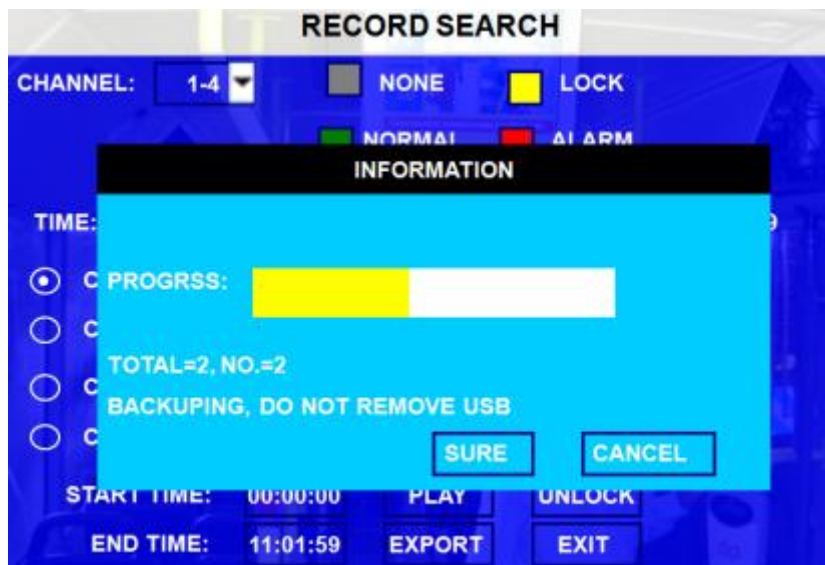 RECORD SEARCH
CHANNEL: 1-4 NONE LOCK
NORMAL ALARM
INFORMATION
TIME: 9
C PROGRSS:
C
TOTAL=2, NO.=2
C
BACKUPING, DO NOT REMOVE USB
C
SURE CANCEL
START TIME: 00:00:00 PLAY UNLOCK
END TIME: 11:01:59 EXPORT EXIT